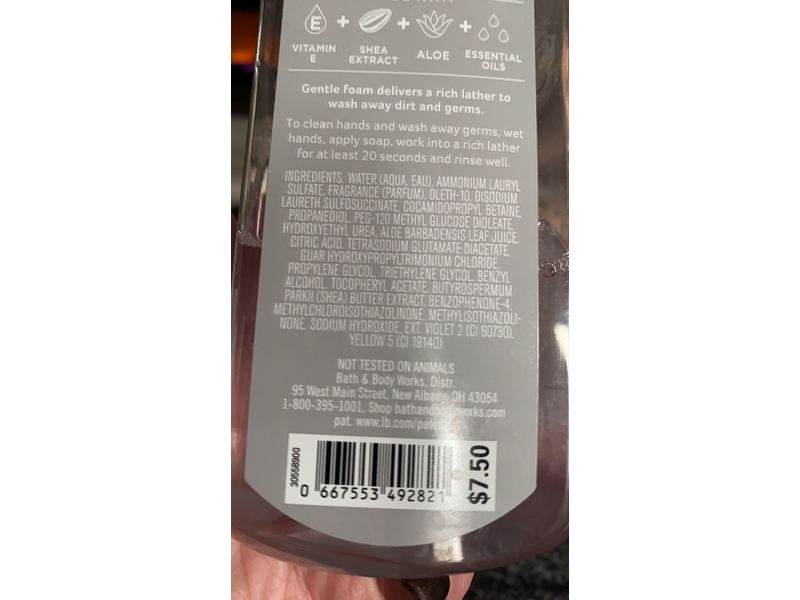 E + + +
VITAMIN E SHEA EXTRACT ALOE ESSENTIAL OILS
Gentle foam delivers a rich lather to
wash away dirt and germs.
To clean hands and wash away germs, wet
hands, apply soap, work into a rich lather
for at least 20 seconds and rinse well.
INGREDIENTS: WATER (AQUA, EAU), AMMONIUM LAURYL
SULFATE, FRAGRANCE (PARFUM), OLETH-10, DISODIUM
LAURETH SULFOSUCCINATE, COCAMIDOPROPYL BETAINE,
PROPANEDIOL, PEG-120 METHYL GLUCOSE DIOLEATE,
HYDROXYETHYL UREA, ALOE BARBADENSIS LEAF JUICE,
CITRIC ACID, TETRASODIUM GLUTAMATE DIACETATE,
GUAR HYDROXYPROPYLTRIMONIUM CHLORIDE,
PROPYLENE GLYCOL, TRIETHYLENE GLYCOL, BENZYL
ALCOHOL, TOCOPHERYL ACETATE, BUTYROSPERMUM
PARKII (SHEA) BUTTER EXTRACT, BENZOPHENONE-4,
METHYLCHLOROISOTHIAZOLINONE, METHYLISOTHIAZOLI-
NONE, SODIUM HYDROXIDE, EXT. VIOLET 2 (CI 60730),
YELLOW 5 (CI 19140).
NOT TESTED ON ANIMALS
Bath & Body Works, Distr.
95 West Main Street, New Albany, OH 43054
1-800-395-1001, Shop bathandbodyworks.com
pat. www.lb.com/patents
30558900
0 667553 492821
$7.50